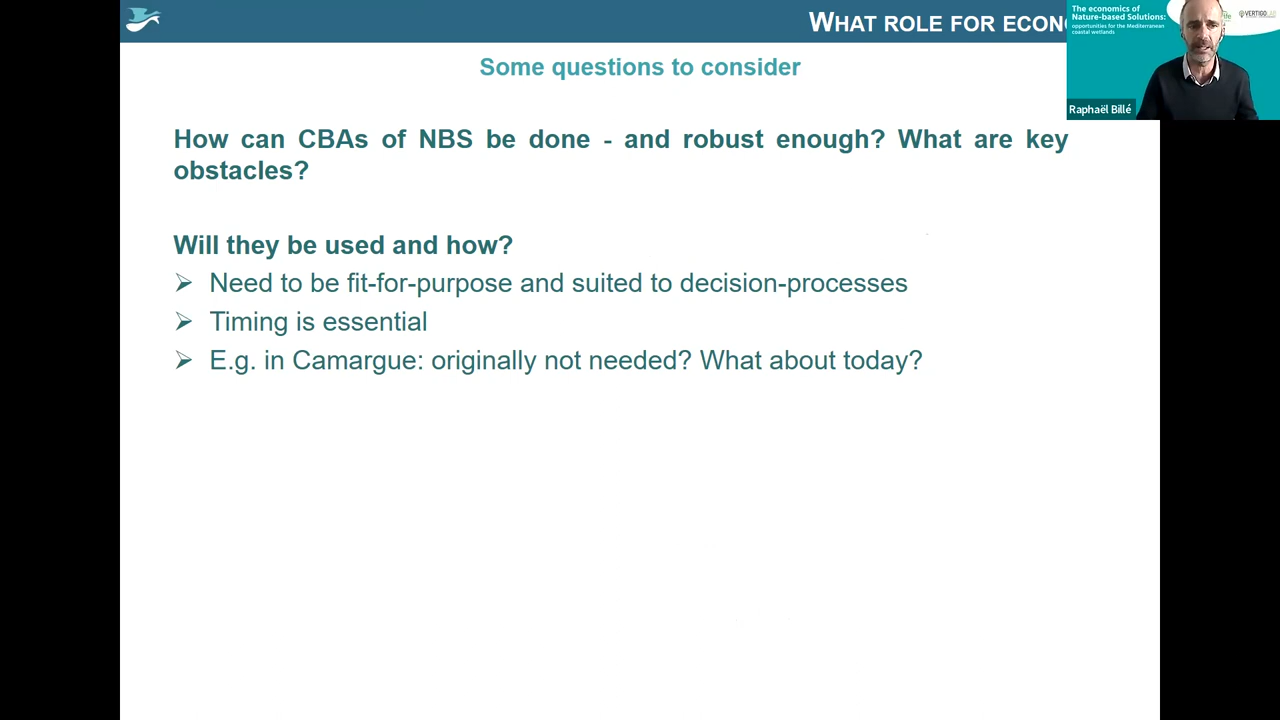 WHAT ROLE FOR ECON
Some questions to consider
How can CBAs of NBS be done - and robust enough? What are key
obstacles?
Will they be used and how?
Need to be fit-for-purpose and suited to decision-processes
Timing is essential
E.g. in Camargue: originally not needed? What about today?
The economics of
Nature-based Solutions:
opportunities for the Mediterranean
coastal wetlands
VERTIGO
Raphaël Billé